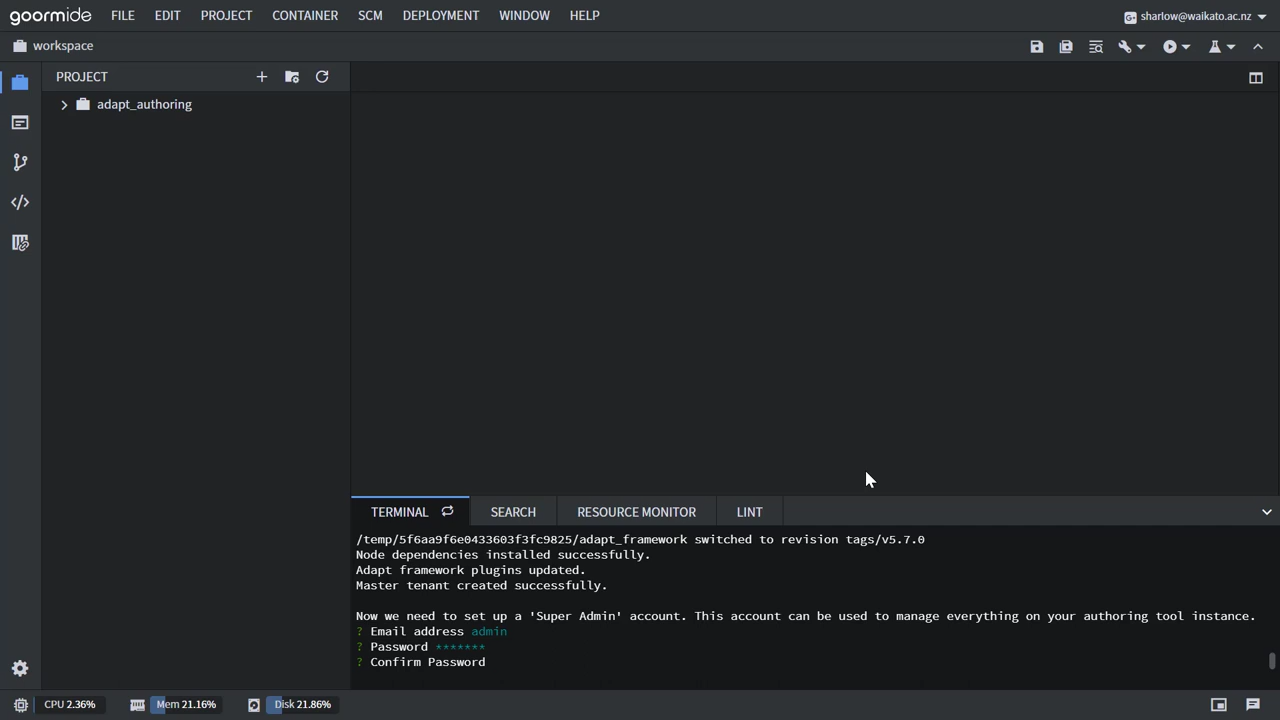 goormide FILE EDIT PROJECT CONTAINER SCM DEPLOYMENT WINDOW HELP sharlow@waikato.ac.nz
workspace
PROJECT
adapt_authoring
TERMINAL SEARCH RESOURCE MONITOR LINT
/temp/5f6aa9f6e0433603f3fc9825/adapt_framework switched to revision tags/v5.7.0
Node dependencies installed successfully.
Adapt framework plugins updated.
Master tenant created successfully.
Now we need to set up a 'Super Admin' account. This account can be used to manage everything on your authoring tool instance.
? Email address admin
? Password *******
? Confirm Password
CPU 2.36% Mem 21.16% Disk 21.86%